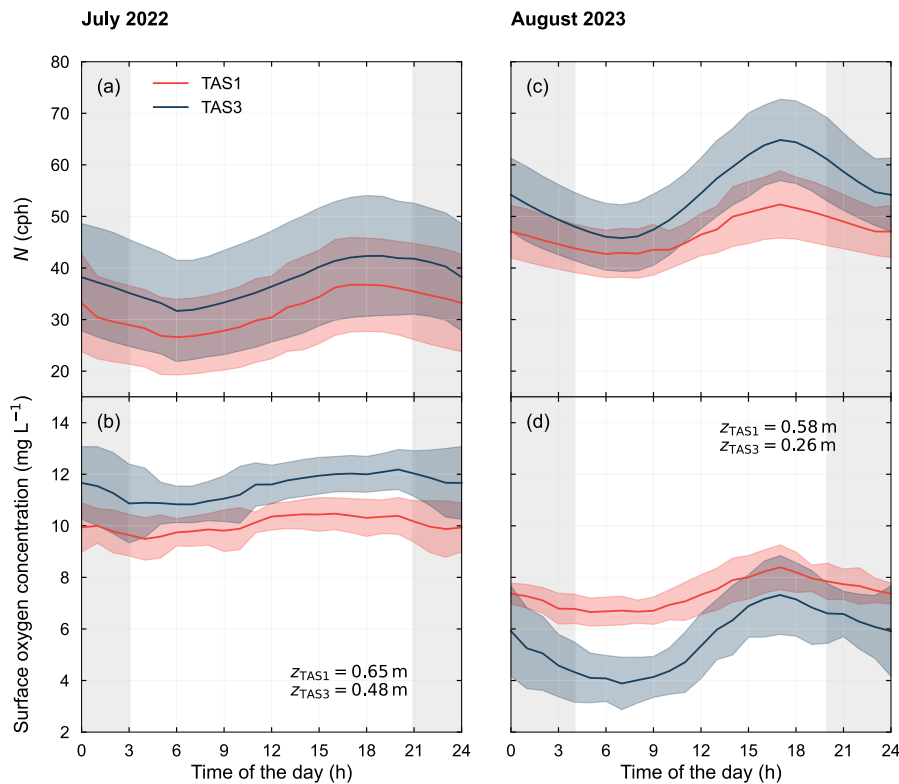 July 2022
August 2023
(a)
TAS1
TAS3
(c)
80
70
60
50
40
30
20
N (cph)
(b)
(d)
z_TAS1 = 0.58 m
z_TAS3 = 0.26 m
14
12
10
8
6
4
2
Surface oxygen concentration (mg L⁻¹)
z_TAS1 = 0.65 m
z_TAS3 = 0.48 m
0 3 6 9 12 15 18 21 24
0 3 6 9 12 15 18 21 24
Time of the day (h)
Time of the day (h)